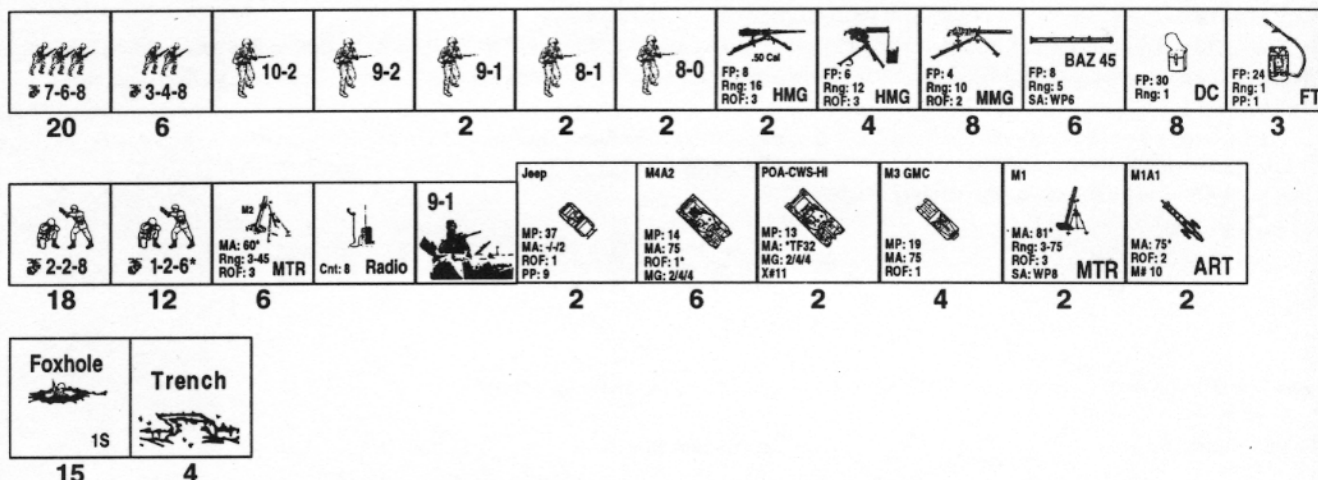 7-6-8
20
3-4-8
6
10-2
9-2
9-1
2
8-1
2
8-0
2
.50 Cal
FP: 8
Rng: 16
ROF: 3
HMG
2
FP: 6
Rng: 12
ROF: 3
HMG
4
FP: 4
Rng: 10
ROF: 2
MMG
8
BAZ 45
FP: 8
Rng: 5
SA: WP6
6
FP: 30
Rng: 1
DC
8
FP: 24
Rng: 1
PP: 1
FT
3
2-2-8
18
1-2-6*
12
M2
MA: 60*
Rng: 3-45
ROF: 3
MTR
6
Cnt: 8
Radio
9-1
Jeep
MP: 37
MA: -/-/2
ROF: 1
PP: 9
2
M4A2
MP: 14
MA: 75
ROF: 1*
MG: 2/4/4
6
POA-CWS-HI
MP: 13
MA: *TF32
MG: 2/4/4
X#11
2
M3 GMC
MP: 19
MA: 75
ROF: 1
4
M1
MA: 81*
Rng: 3-75
ROF: 3
SA: WP8
MTR
2
M1A1
MA: 75*
ROF: 2
M# 10
ART
2
Foxhole
1S
15
Trench
4